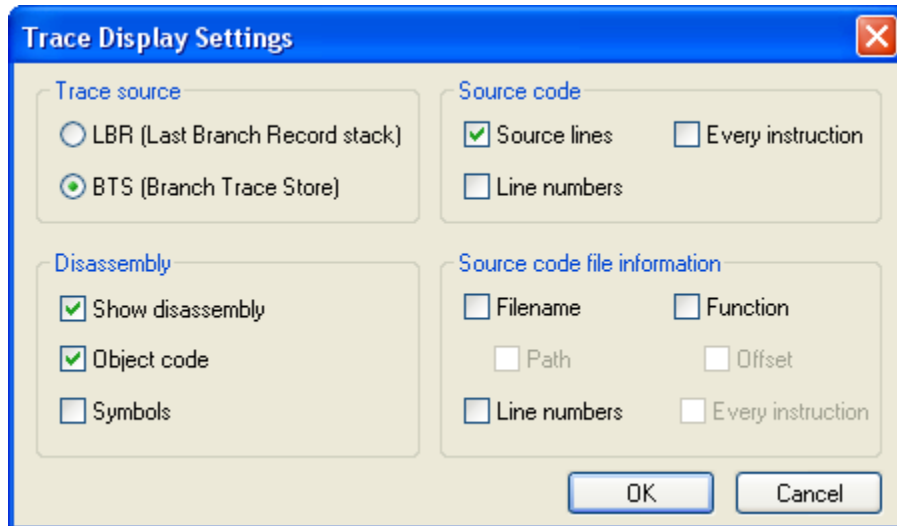 Trace Display Settings
Trace source
LBR (Last Branch Record stack)
BTS (Branch Trace Store)
Source code
Source lines
Every instruction
Line numbers
Disassembly
Show disassembly
Object code
Symbols
Source code file information
Filename
Function
Path
Offset
Line numbers
Every instruction
OK
Cancel